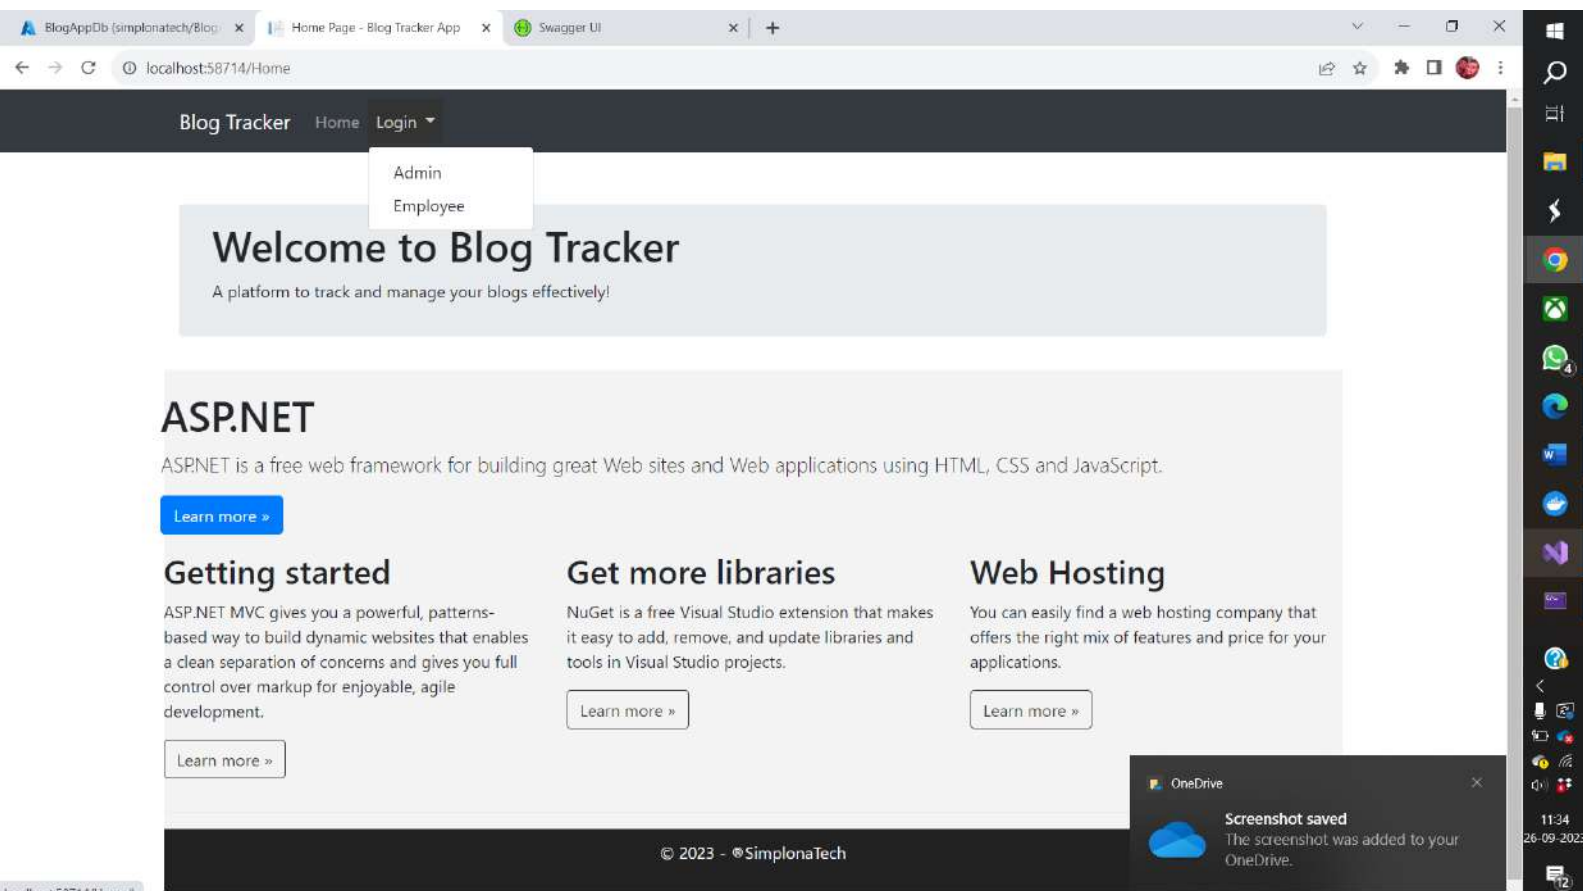 BlogAppDb (simplonatech/Blog
Home Page - Blog Tracker App
Swagger UI
localhost:58714/Home
Blog Tracker
Home
Login
Admin
Employee
Welcome to Blog Tracker
A platform to track and manage your blogs effectively!
ASP.NET
ASP.NET is a free web framework for building great Web sites and Web applications using HTML, CSS and JavaScript.
Learn more »
Getting started
ASP.NET MVC gives you a powerful, patterns-
based way to build dynamic websites that enables
a clean separation of concerns and gives you full
control over markup for enjoyable, agile
development.
Learn more »
Get more libraries
NuGet is a free Visual Studio extension that makes
it easy to add, remove, and update libraries and
tools in Visual Studio projects.
Learn more »
Web Hosting
You can easily find a web hosting company that
offers the right mix of features and price for your
applications.
Learn more »
OneDrive
Screenshot saved
The screenshot was added to your
OneDrive.
© 2023 - ®SimplonaTech
4
11:34
26-09-2023
12